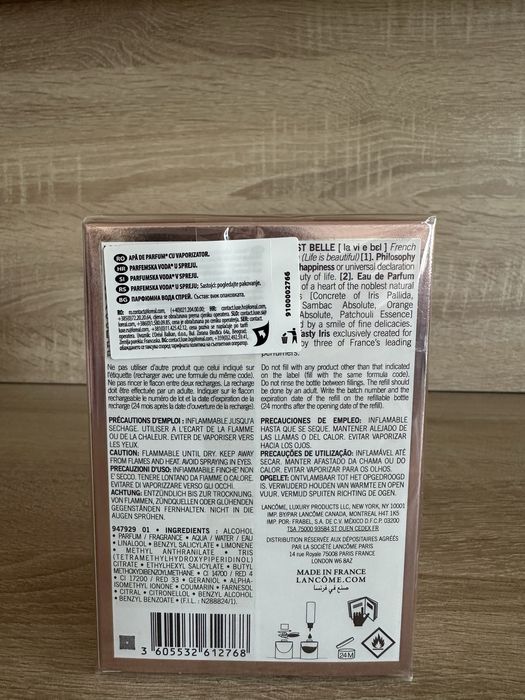 RO APĂ DE PARFUM* CU VAPORIZATOR.
HR PARFEMSKA VODA* U SPREJU.
SI PARFUMSKA VODA* V SPREJU.
RS PARFEMSKA VODA* U SPREJU; Sastojci: pogledajte pakovanje.
BG ПАРФЮМНА ВОДА СПРЕЙ. Състав: виж опаковката.
9100002766
ST BELLE [ la vi e bɛl ] French
(Life is beautiful) [1]. Philosophy
happiness or universal declaration
uty of life. [2]. Eau de Parfum
of a heart of the noblest natural
[Concrete of Iris Pallida,
Sambac Absolute, Orange
Absolute, Patchouli Essence]
d by a smile of fine delicacies.
asty Iris exclusively created for
by three of France's leading
perfumers.
Ne pas utiliser d'autre produit que celui indiqué sur
l'étiquette (recharger avec une formule du même code).
Ne pas rincer le flacon entre deux recharges. La recharge
doit être effectuée par un adulte. Indiquer sur le flacon
rechargeable le numéro de lot et la date d'expiration de la
recharge (24 mois après la date d'ouverture de la recharge).
PRÉCAUTIONS D'EMPLOI : INFLAMMABLE JUSQU'A
SECHAGE. UTILISER A L'ECART DE LA FLAMME
OU DE LA CHALEUR. EVITER DE VAPORISER VERS
LES YEUX.
CAUTION: FLAMMABLE UNTIL DRY. KEEP AWAY
FROM FLAMES AND HEAT. AVOID SPRAYING IN EYES.
PRECAUZIONI D'USO: INFIAMMABILE FINCHE NON
E' SECCO. TENERE LONTANO DA FIAMME O CALORE.
EVITARE DI VAPORIZZARE VERSO GLI OCCHI.
ACHTUNG: ENTZÜNDLICH BIS ZUR TROCKNUNG.
VON FLAMMEN, ZÜNDQUELLEN ODER GLÜHENDEN
GEGENSTÄNDEN FERNHALTEN. NICHT IN DIE
AUGEN SPRÜHEN.
Do not fill with any product other than that indicated
on the label (fill with the same formula code).
Do not rinse the bottle between fillings. The refill should
be done by an adult. Write the batch number and the
expiration date of the refill on the refillable bottle
(24 months after the opening date of the refill).
PRECAUCIONES DE EMPLEO: INFLAMABLE
HASTA QUE SE SEQUE. MANTENER ALEJADO DE
LAS LLAMAS O DEL CALOR. EVITAR VAPORIZAR
HACIA LOS OJOS.
PRECAUÇÕES DE UTILIZAÇÃO: INFLAMÁVEL ATÉ
SECAR. MANTER AFASTADO DA CHAMA OU DO
CALOR. EVITAR VAPORIZAR PARA OS OLHOS.
OPGELET: ONTVLAMBAAR TOT HET OPGEDROOGD
IS. VERWIJDERD HOUDEN VAN WARMTE EN OPEN
VUUR. VERMIJD SPUITEN RICHTING DE OGEN.
947929 01 • INGREDIENTS : ALCOHOL
• PARFUM / FRAGRANCE • AQUA / WATER / EAU
• LINALOOL • BENZYL SALICYLATE • LIMONENE
• METHYL ANTHRANILATE • TRIS
(TETRAMETHYLHYDROXYPIPERIDINOL)
CITRATE • ETHYLHEXYL SALICYLATE • BUTYL
METHOXYDIBENZOYLMETHANE • CI 14700 / RED 4
• CI 17200 / RED 33 • GERANIOL • ALPHA-
ISOMETHYL IONONE • COUMARIN • FARNESOL
• CITRAL • CITRONELLOL • BENZYL ALCOHOL
• BENZYL BENZOATE • (F.I.L. N288824/1).
LANCÔME, LUXURY PRODUCTS LLC, NEW YORK, NY 10001
IMP. BY/PAR LANCÔME CANADA, MONTREAL H4T 1K5
IMP. POR: FRABEL, S.A. DE C.V. MÉXICO D.F. C.P. 03200
TSA 75000 93584 ST OUEN CEDEX FR
DISTRIBUTION RÉSERVÉE AUX DÉPOSITAIRES AGRÉÉS
PAR LA SOCIÉTÉ LANCÔME PARIS
14 rue Royale 75008 PARIS FRANCE
LONDON W6 8AZ
MADE IN FRANCE
LANCÔME.COM
صنع في فرنسا
24 M
3 605532 612768